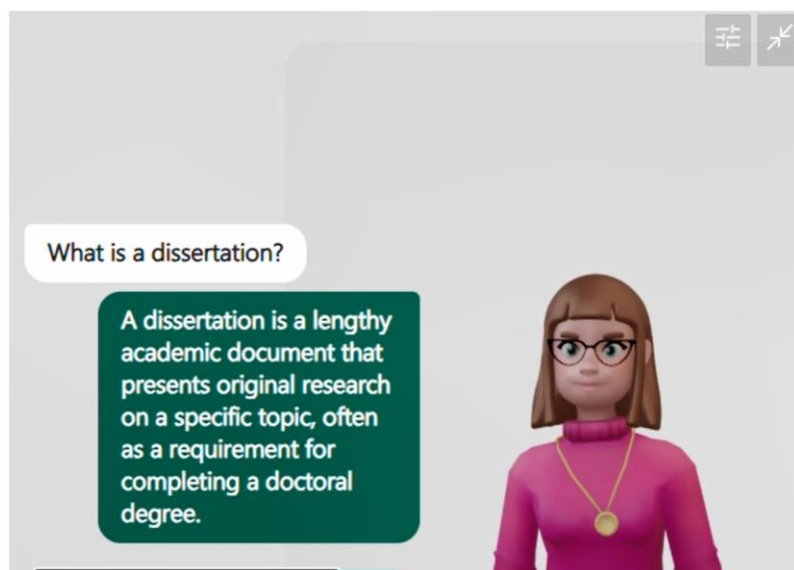 What is a dissertation?
A dissertation is a lengthy
academic document that
presents original research
on a specific topic, often
as a requirement for
completing a doctoral
degree.